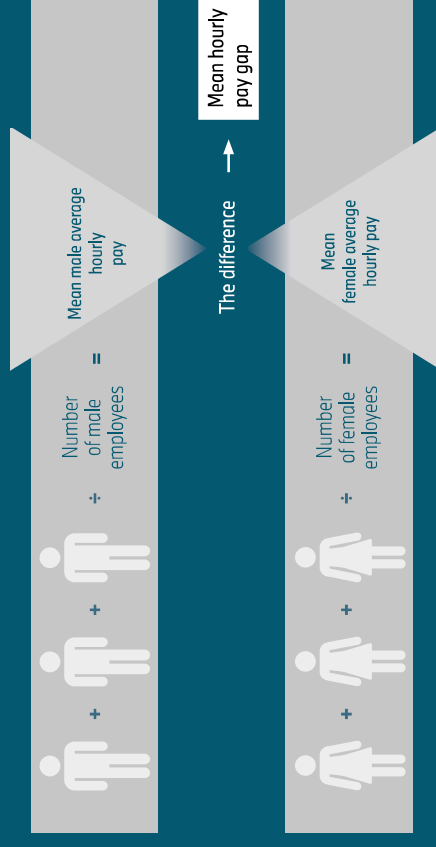 +
+
÷
Number
of male
employees
=
Mean male average
hourly
pay
The difference
Mean hourly
pay gap
+
+
÷
Number
of female
employees
=
Mean
female average
hourly pay